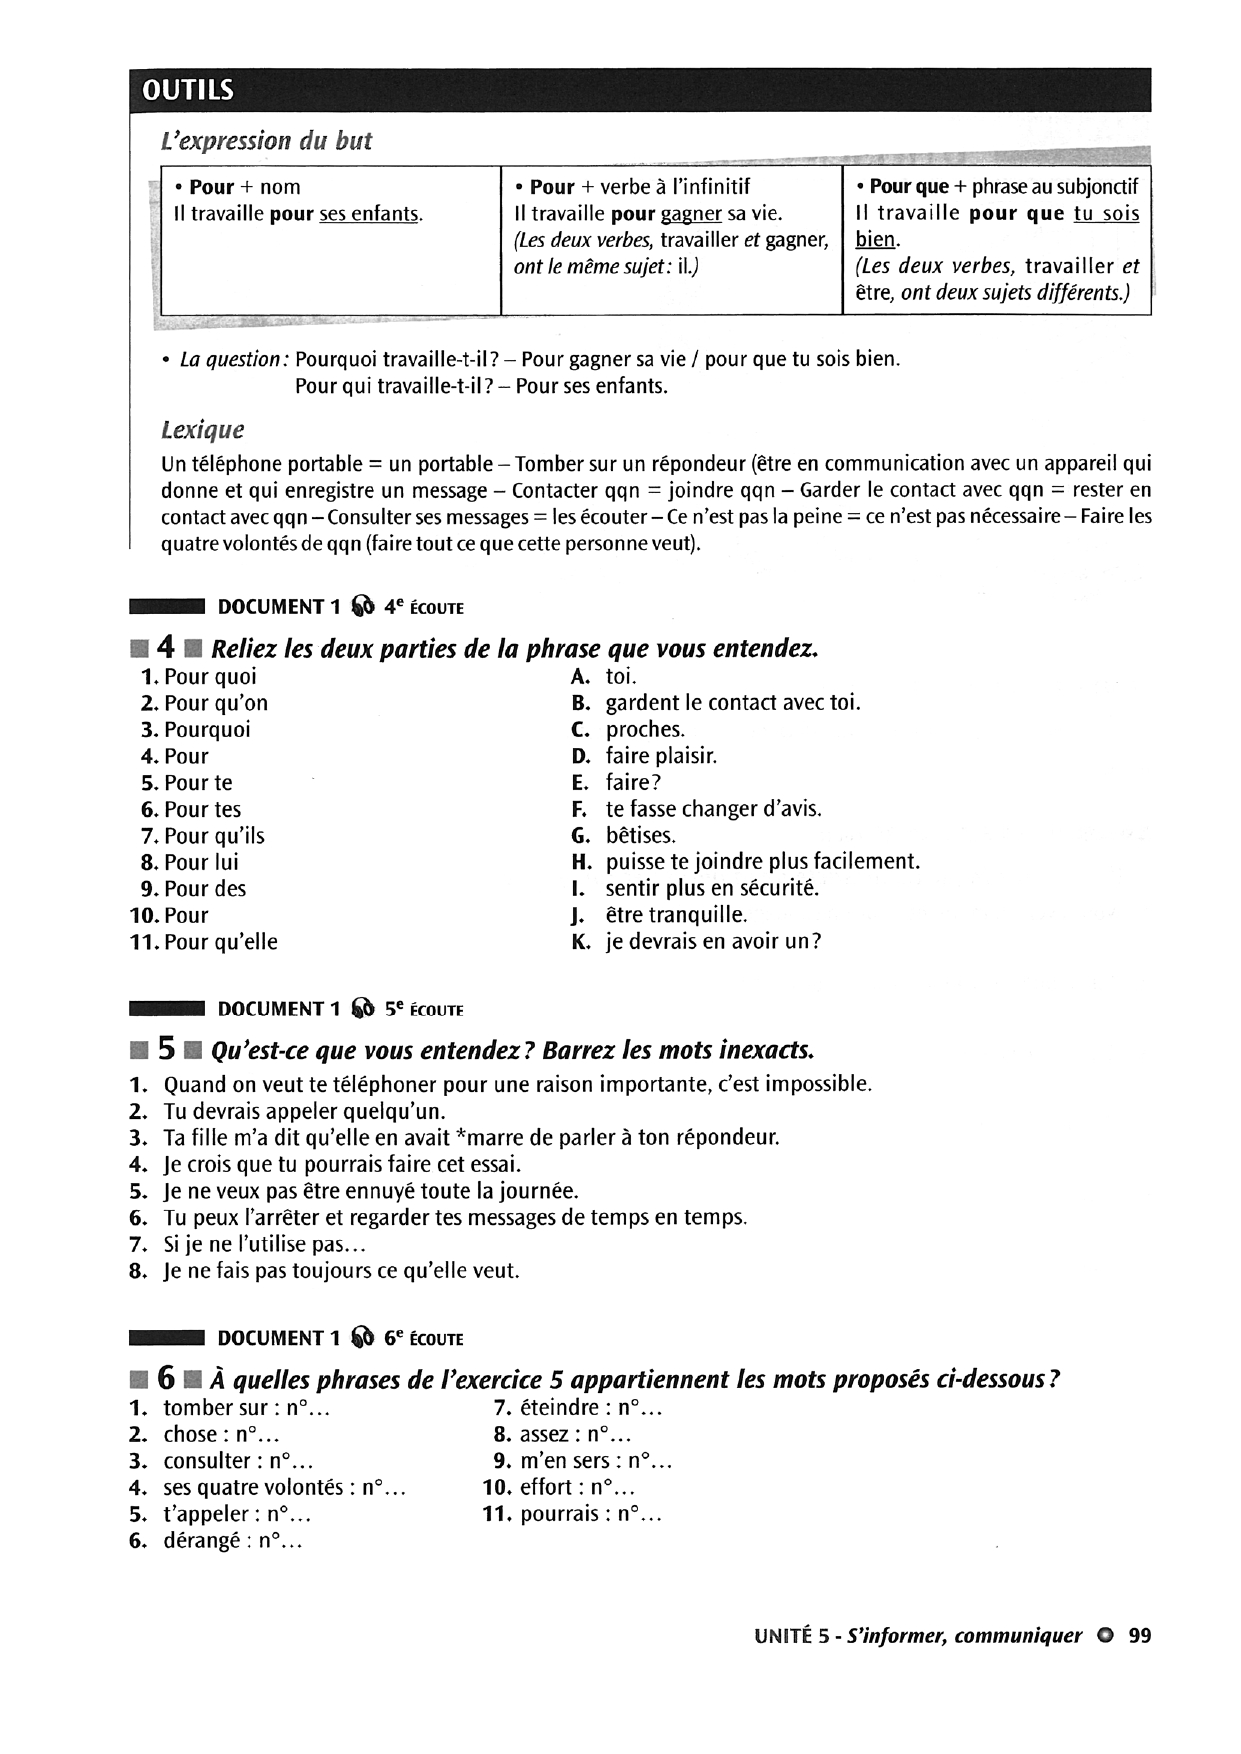 OUTILS
L'expression du but
• Pour + nom
Il travaille pour ses enfants.
• Pour + verbe à l'infinitif
Il travaille pour gagner sa vie.
(Les deux verbes, travailler et gagner,
ont le même sujet : il.)
• Pour que + phrase au subjonctif
Il travaille pour que tu sois
bien.
(Les deux verbes, travailler et
être, ont deux sujets différents.)
• La question : Pourquoi travaille-t-il ? – Pour gagner sa vie / pour que tu sois bien.
Pour qui travaille-t-il ? – Pour ses enfants.
Lexique
Un téléphone portable = un portable – Tomber sur un répondeur (être en communication avec un appareil qui
donne et qui enregistre un message – Contacter qqn = joindre qqn – Garder le contact avec qqn = rester en
contact avec qqn – Consulter ses messages = les écouter – Ce n'est pas la peine = ce n'est pas nécessaire – Faire les
quatre volontés de qqn (faire tout ce que cette personne veut).
DOCUMENT 1 4e ÉCOUTE
4 Reliez les deux parties de la phrase que vous entendez.
1. Pour quoi A. toi.
2. Pour qu'on B. gardent le contact avec toi.
3. Pourquoi C. proches.
4. Pour D. faire plaisir.
5. Pour te E. faire ?
6. Pour tes F. te fasse changer d'avis.
7. Pour qu'ils G. bêtises.
8. Pour lui H. puisse te joindre plus facilement.
9. Pour des I. sentir plus en sécurité.
10. Pour J. être tranquille.
11. Pour qu'elle K. je devrais en avoir un ?
DOCUMENT 1 5e ÉCOUTE
5 Qu'est-ce que vous entendez ? Barrez les mots inexacts.
1. Quand on veut te téléphoner pour une raison importante, c'est impossible.
2. Tu devrais appeler quelqu'un.
3. Ta fille m'a dit qu'elle en avait *marre de parler à ton répondeur.
4. Je crois que tu pourrais faire cet essai.
5. Je ne veux pas être ennuyé toute la journée.
6. Tu peux l'arrêter et regarder tes messages de temps en temps.
7. Si je ne l'utilise pas...
8. Je ne fais pas toujours ce qu'elle veut.
DOCUMENT 1 6e ÉCOUTE
6 À quelles phrases de l'exercice 5 appartiennent les mots proposés ci-dessous ?
1. tomber sur : n°... 7. éteindre : n°...
2. chose : n°... 8. assez : n°...
3. consulter : n°... 9. m'en sers : n°...
4. ses quatre volontés : n°... 10. effort : n°...
5. t'appeler : n°... 11. pourrais : n°...
6. dérangé : n°...
UNITÉ 5 - S'informer, communiquer 99